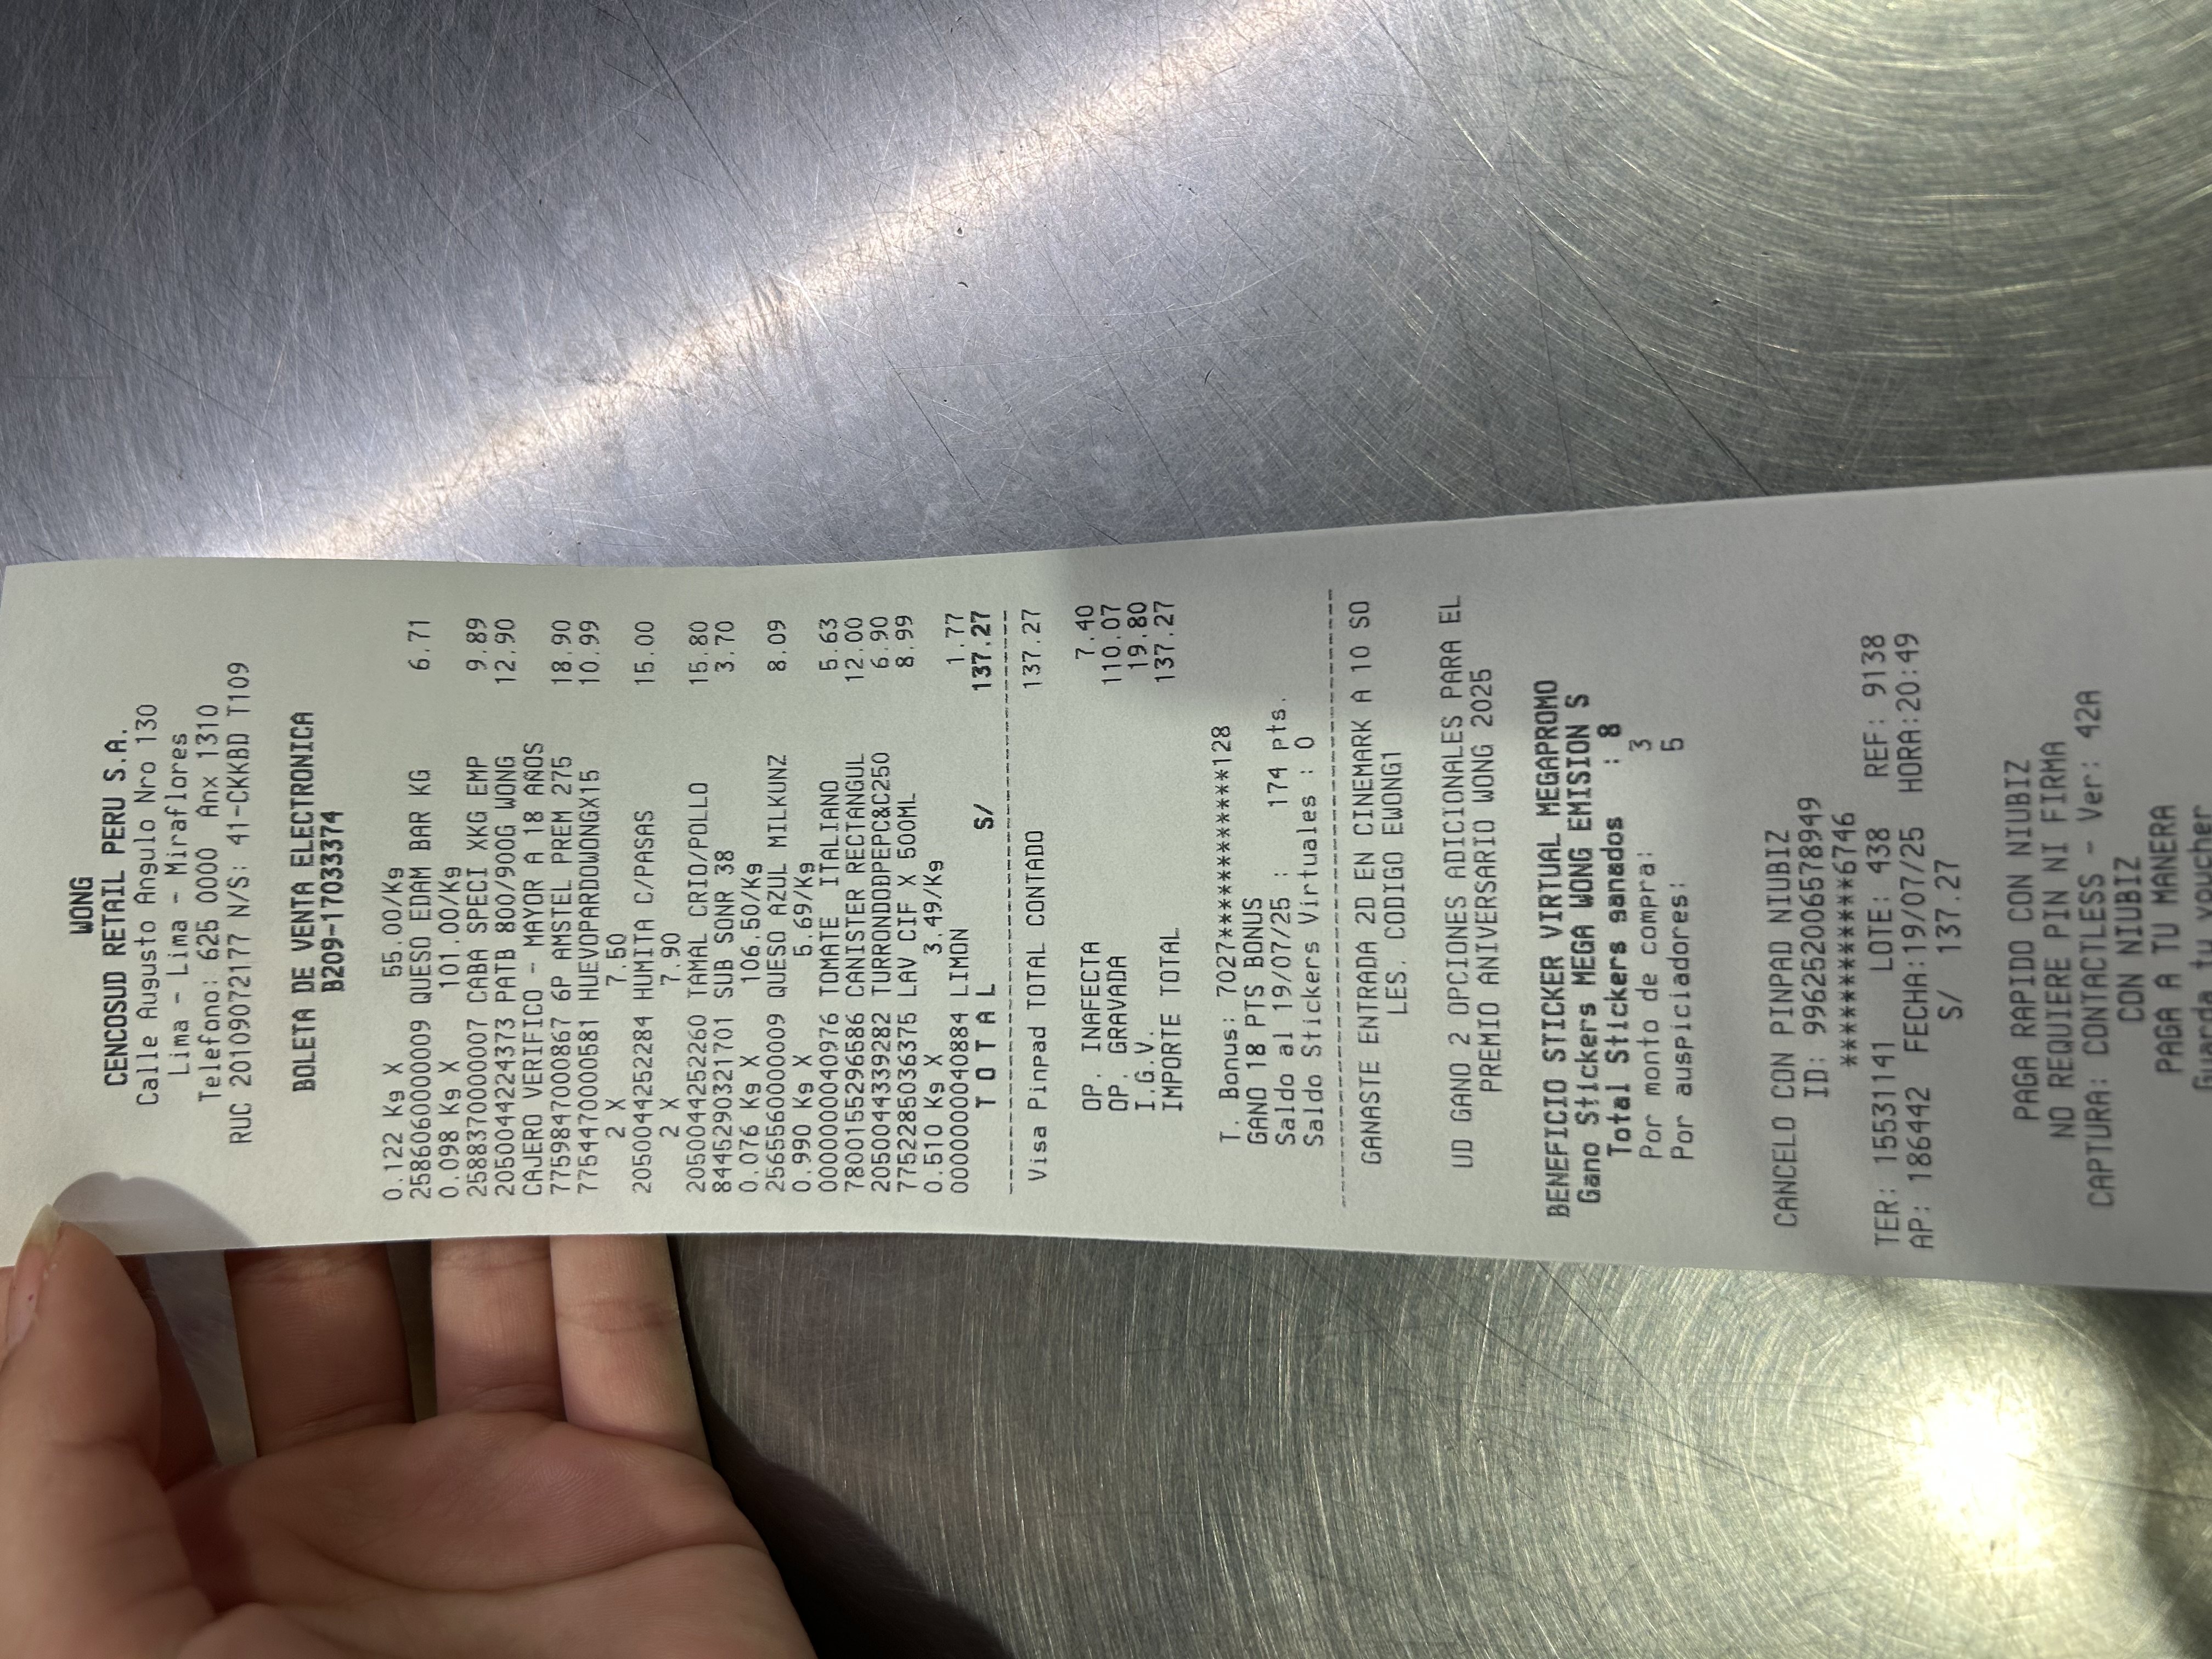 WONG
CENCOSUD RETAIL PERU S.A.
Calle Augusto Angulo Nro 130
Lima - Lima - Miraflores
Telefono: 625 0000 Anx 1310
RUC 20109072177 N/S: 41-CKKBD T109
BOLETA DE VENTA ELECTRONICA
B209-17033374
0.122 Kg X 55.00/Kg
2586060000009 QUESO EDAM BAR KG 6.71
0.098 Kg X 101.00/Kg
2588370000007 CABA SPECI XKG EMP 9.89
2050044224373 PATB 800/900G WONG 12.90
CAJERO VERIFICO - MAYOR A 18 AÑOS
7759847000867 6P AMSTEL PREM 275 18.90
7754470000581 HUEVOPARDOWONGX15 10.99
2 X 7.50
2050044252284 HUMITA C/PASAS 15.00
2 X 7.90
2050044252260 TAMAL CRIO/POLLO 15.80
8445290321701 SUB SONR 38 3.70
0.076 Kg X 106.50/Kg
2565560000009 QUESO AZUL MILKUNZ 8.09
0.990 Kg X 5.69/Kg
0000000040976 TOMATE ITALIANO 5.63
7800155296586 CANISTER RECTANGUL 12.00
2050044339282 TURRONDOÐPEPC&C250 6.90
7752285036375 LAV CIF X 500ML 8.99
0.510 Kg X 3.49/Kg
0000000040884 LIMON 1.77
T O T A L S/ 137.27
Visa Pinpad TOTAL CONTADO 137.27
OP. INAFECTA 7.40
OP. GRAVADA 110.07
I.G.V. 19.80
IMPORTE TOTAL 137.27
T. Bonus: 7027************128
GANO 18 PTS BONUS
Saldo al 19/07/25 : 174 pts.
Saldo Stickers Virtuales : 0
GANASTE ENTRADA 2D EN CINEMARK A 10 SO
LES. CODIGO EWONG1
UD GANO 2 OPCIONES ADICIONALES PARA EL
PREMIO ANIVERSARIO WONG 2025
BENEFICIO STICKER VIRTUAL MEGAPROMO
Gano Stickers MEGA WONG EMISION S
Total Stickers ganados : 8
Por monto de compra: 3
Por auspiciadores: 5
CANCELO CON PINPAD NIUBIZ
ID: 996252006578949
************6746
TER: 15531141 LOTE: 438 REF: 9138
AP: 186442 FECHA:19/07/25 HORA:20:49
S/ 137.27
PAGA RAPIDO CON NIUBIZ
NO REQUIERE PIN NI FIRMA
CAPTURA: CONTACTLESS - Ver: 42A
CON NIUBIZ
PAGA A TU MANERA
Guarda tu voucher